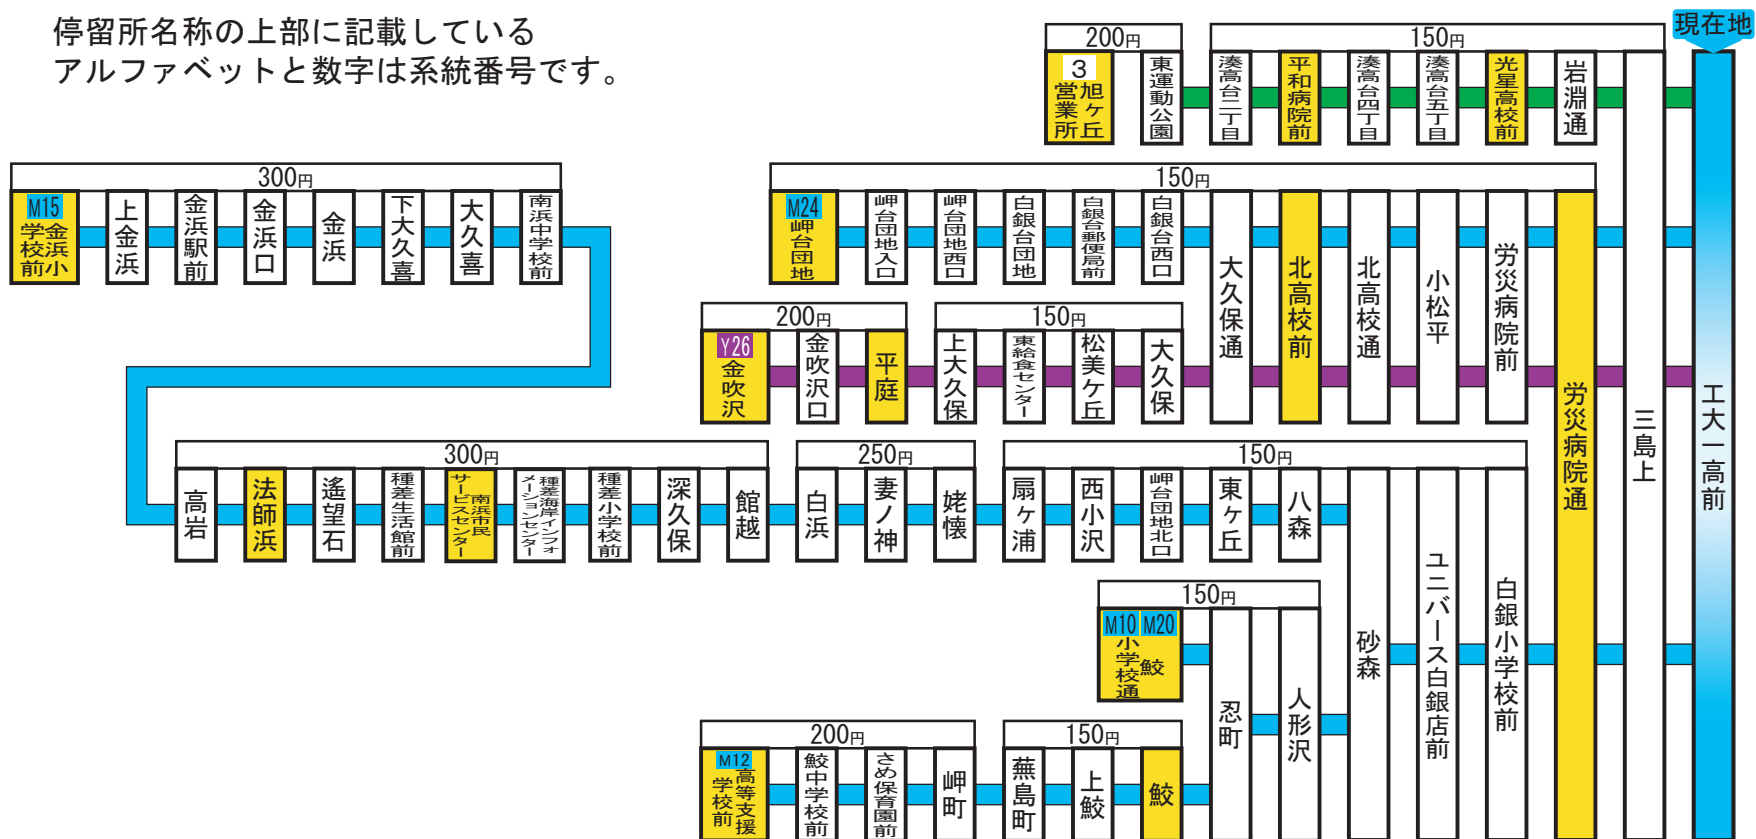 停留所名称の上部に記載している
アルファベットと数字は系統番号です。
現在地
工大一高前
三島上
200円
150円
3
旭ヶ丘
営業所
東運動公園
湊高台二丁目
平和病院前
湊高台四丁目
湊高台五丁目
光星高校前
岩淵通
300円
M15
金浜小
学校前
上金浜
金浜駅前
金浜口
金浜
下大久喜
大久喜
南浜中学校前
150円
M24
岬台団地
岬台団地入口
岬台団地西口
白銀台団地
白銀台郵便局前
白銀台西口
大久保通
北高校前
北高校通
小松平
労災病院前
労災病院通
200円
150円
Y26
金吹沢
金吹沢口
平庭
上大久保
東給食センター
松美ケ丘
大久保
300円
250円
150円
高岩
法師浜
遙望石
種差生活館前
南浜市民
サービスセンター
種差海岸インフォ
メーションセンター
種差小学校前
深久保
館越
白浜
妻ノ神
姥懐
扇ヶ浦
西小沢
岬台団地北口
東ヶ丘
八森
砂森
ユニバース白銀店前
白銀小学校前
150円
M10 M20
鮫
小学校通
忍町
人形沢
200円
150円
M12
高等支援
学校前
鮫中学校前
さめ保育園前
岬町
蕪島町
上鮫
鮫